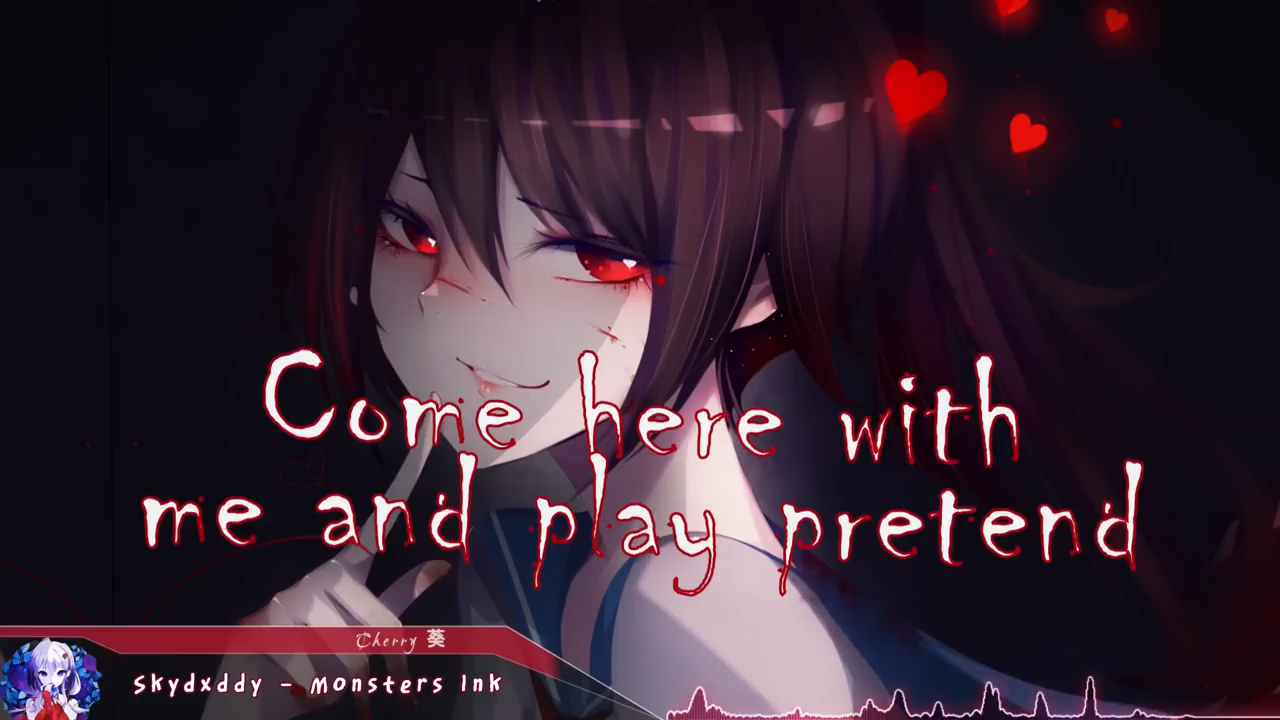 Come here with
me and play pretend
Cherry 葵
Skydxddy - Monsters Ink